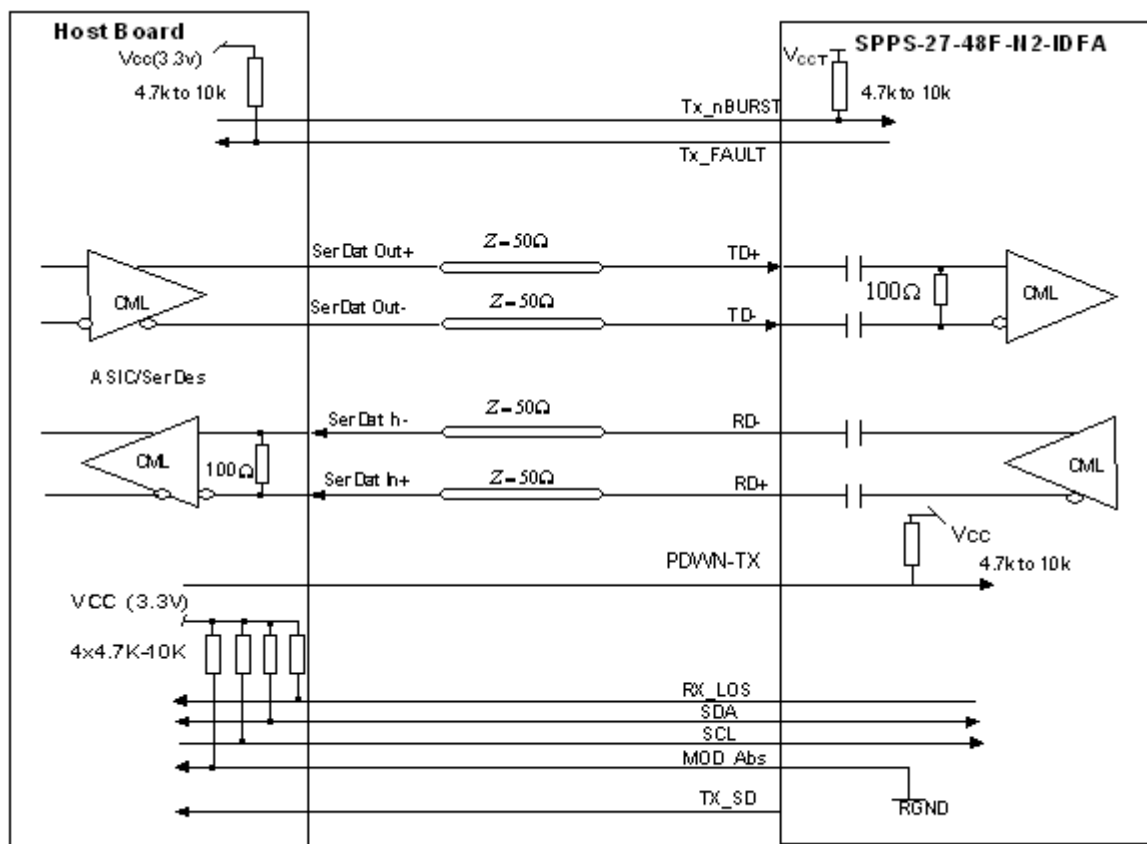 Host Board
Vcc(3.3v)
4.7k to 10k
SPPS-27-48F-N2-IDFA
VCCT
4.7k to 10k
Tx_nBURST
Tx_FAULT
SerDat Out+
Z=50Ω
TD+
CML
100Ω
CML
SerDat Out-
Z=50Ω
TD-
ASIC/SerDes
SerDat In-
Z=50Ω
RD-
CML
100Ω
CML
SerDat In+
Z=50Ω
RD+
VCC
PDWN-TX
4.7k to 10k
VCC (3.3V)
4x4.7K-10K
RX_LOS
SDA
SCL
MOD_Abs
TX_SD
RGND